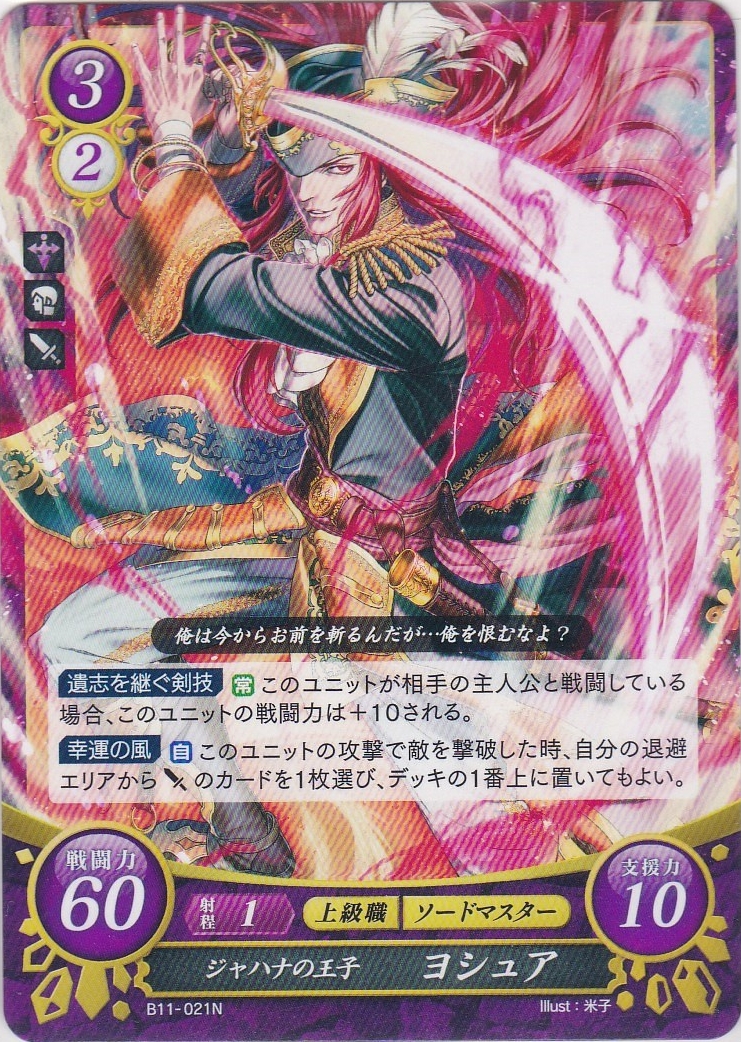 3
2
俺は今からお前を斬るんだが…俺を恨むなよ?
遺志を継ぐ剣技 常 このユニットが相手の主人公と戦闘している
場合、このユニットの戦闘力は+10される。
幸運の風 自 このユニットの攻撃で敵を撃破した時、自分の退避
エリアから のカードを1枚選び、デッキの1番上に置いてもよい。
戦闘力
60
射程 1 上級職 ソードマスター
支援力
10
ジャハナの王子 ヨシュア
B11-021N
Illust:米子